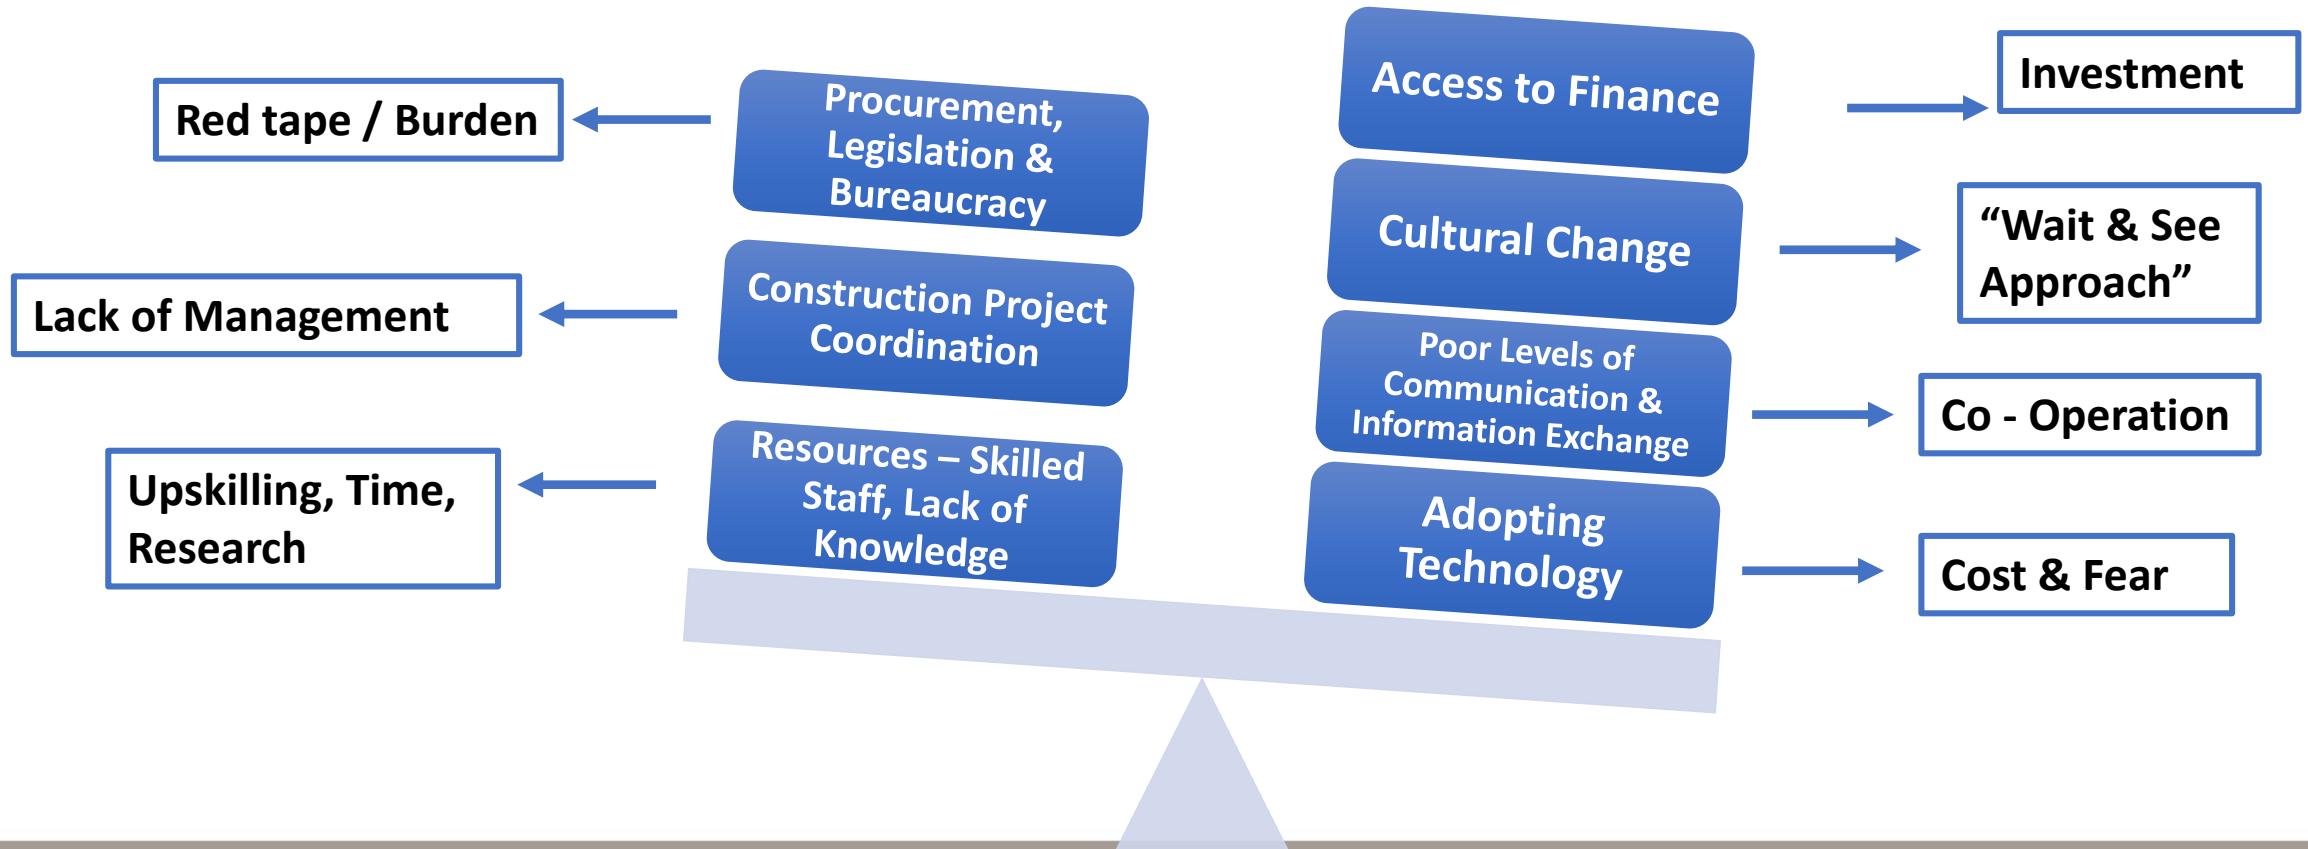 Red tape / Burden
Procurement,
Legislation &
Bureaucracy
Lack of Management
Construction Project
Coordination
Upskilling, Time,
Research
Resources – Skilled
Staff, Lack of
Knowledge
Access to Finance
Investment
Cultural Change
“Wait & See
Approach”
Poor Levels of
Communication &
Information Exchange
Co - Operation
Adopting
Technology
Cost & Fear